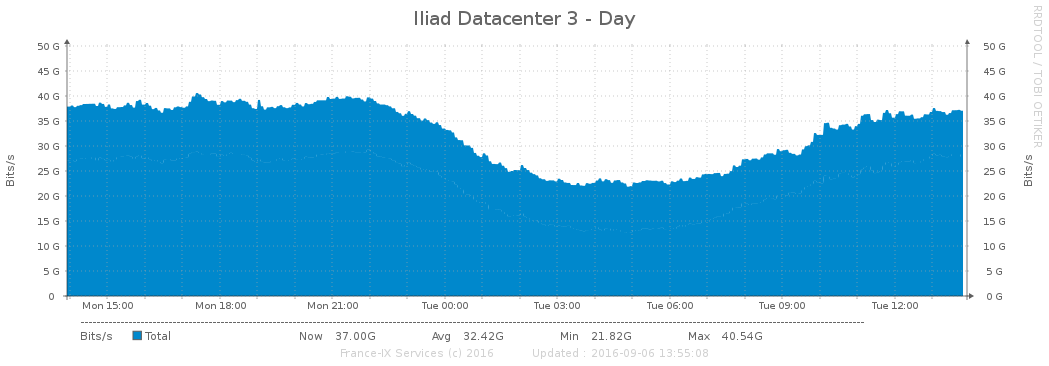 Iliad Datacenter 3 - Day
RRDTOOL / TOBI OETIKER
Bits/s
50 G
45 G
40 G
35 G
30 G
25 G
20 G
15 G
10 G
5 G
0
50 G
45 G
40 G
35 G
30 G
25 G
20 G
15 G
10 G
5 G
0 G
Bits/s
Mon 15:00 Mon 18:00 Mon 21:00 Tue 00:00 Tue 03:00 Tue 06:00 Tue 09:00 Tue 12:00
Bits/s Total Now 37.00G Avg 32.42G Min 21.82G Max 40.54G
France-IX Services (c) 2016 Updated : 2016-09-06 13:55:08